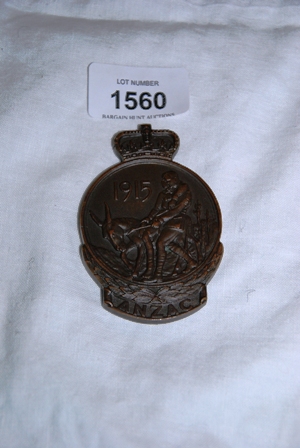 LOT NUMBER
1560
BARGAIN HUNT AUCTIONS
1915
ANZAC